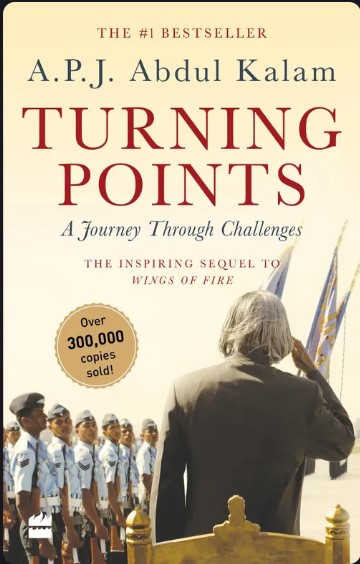 THE #1 BESTSELLER
A.P.J. Abdul Kalam
TURNING
POINTS
A Journey Through Challenges
THE INSPIRING SEQUEL TO
WINGS OF FIRE
Over
300,000
copies
sold!